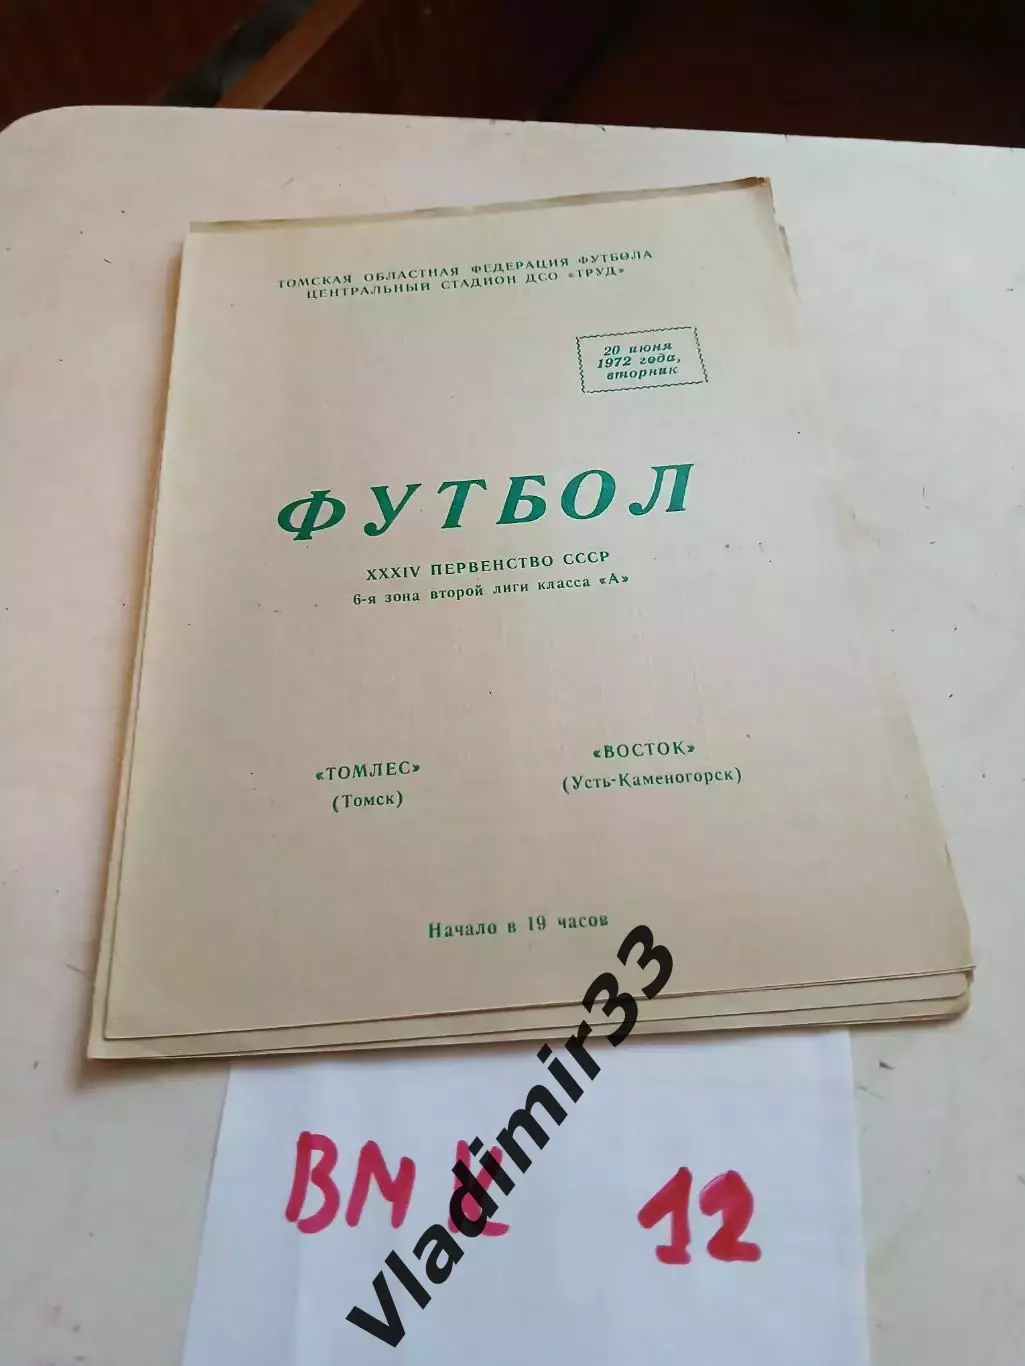 ТОМСКАЯ ОБЛАСТНАЯ ФЕДЕРАЦИЯ ФУТБОЛА
ЦЕНТРАЛЬНЫЙ СТАДИОН ДСО «ТРУД»
20 июня
1972 года,
вторник
ФУТБОЛ
XXXIV ПЕРВЕНСТВО СССР
6-я зона второй лиги класса «А»
«ТОМЛЕС»
(Томск)
«ВОСТОК»
(Усть-Каменогорск)
Начало в 19 часов
Vladimir33
ВМК 12